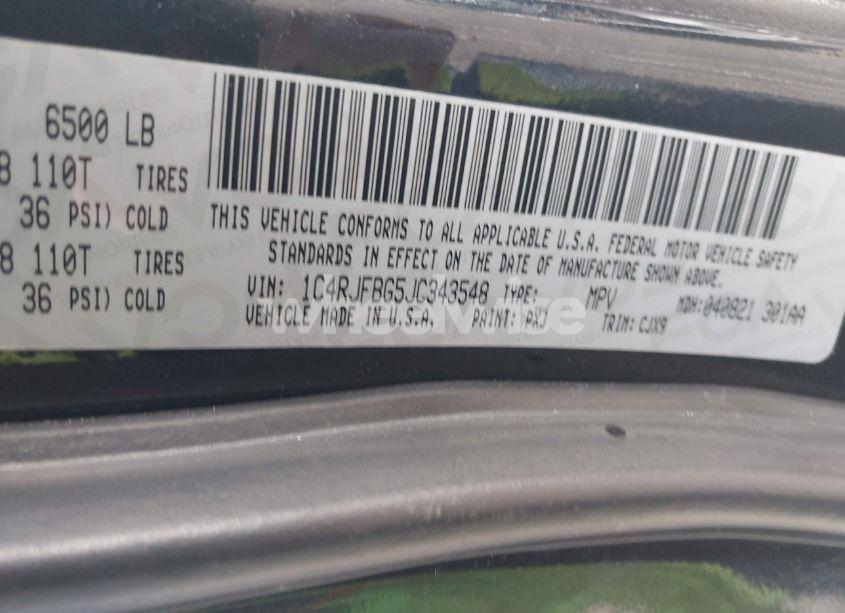 6500 LB
8 110T TIRES
36 PSI) COLD
8 110T TIRES
36 PSI) COLD
THIS VEHICLE CONFORMS TO ALL APPLICABLE U.S.A. FEDERAL MOTOR VEHICLE SAFETY
STANDARDS IN EFFECT ON THE DATE OF MANUFACTURE SHOWN ABOVE.
VIN: 1C4RJFBG5JC343548 TYPE: MPV MDH: 040821 301AA
VEHICLE MADE IN U.S.A. PAINT: PXJ TRIM: CJX9